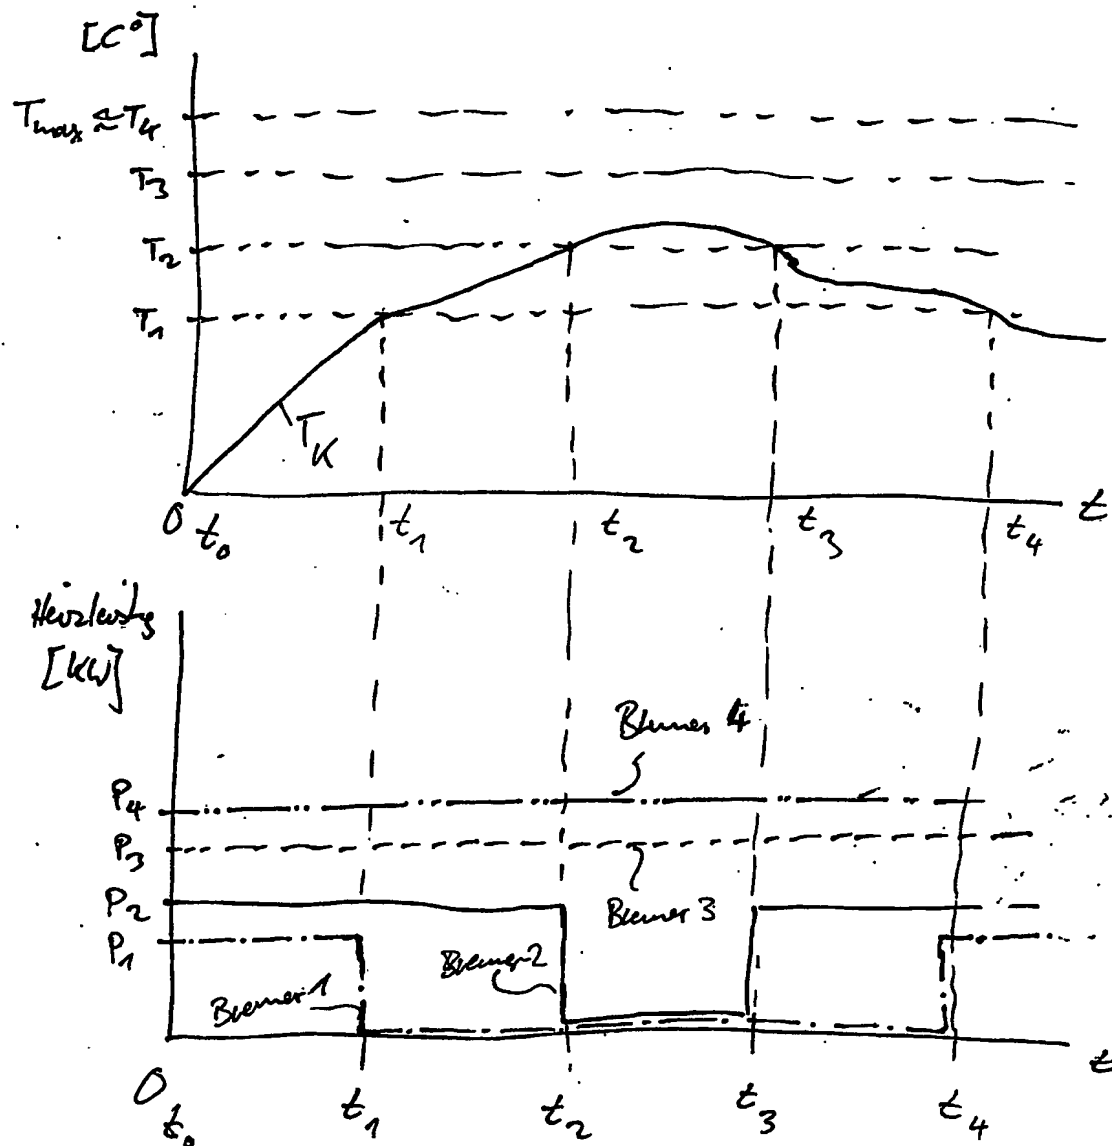 [C°]
Tmax ≈ T4
T3
T2
T1
TK
0 t0 t1 t2 t3 t4 t
Heizleistg
[KW]
Brenner 4
P4
P3
P2
Brenner 3
P1
Brenner 2
Brenner 1
0 t0 t1 t2 t3 t4 t